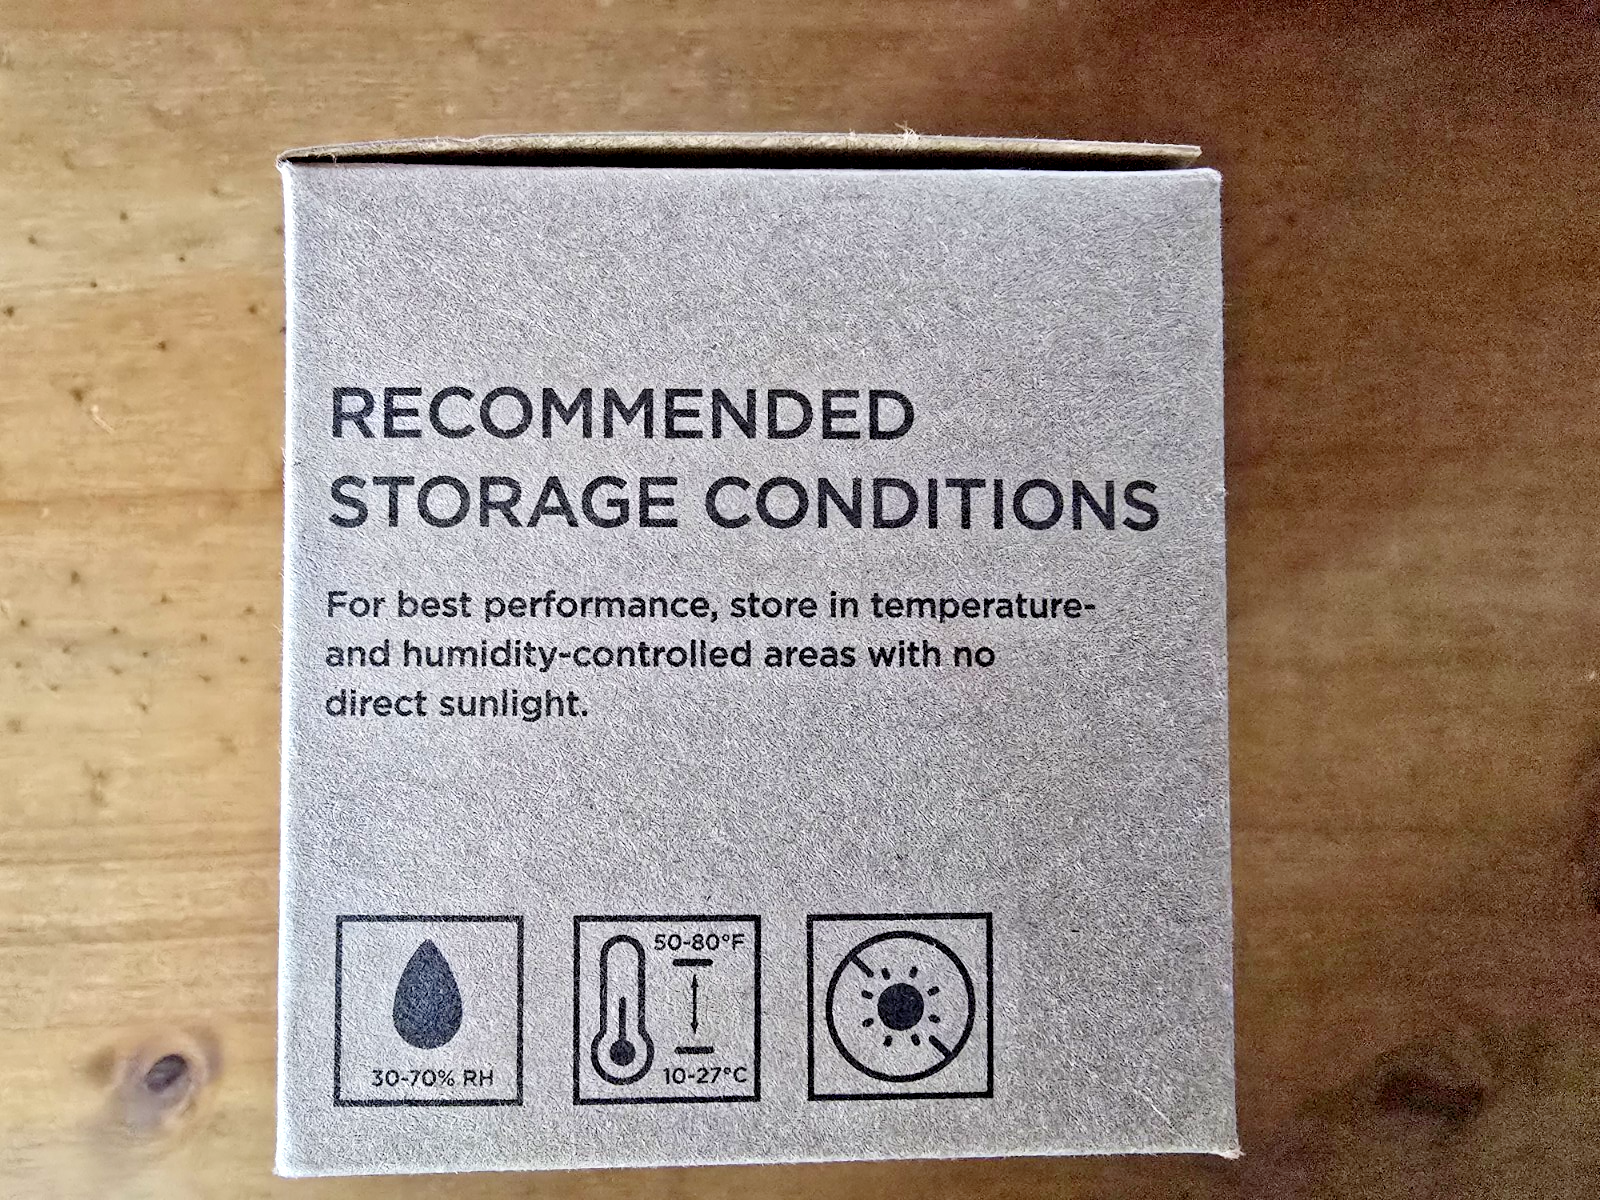 RECOMMENDED
STORAGE CONDITIONS
For best performance, store in temperature-
and humidity-controlled areas with no
direct sunlight.
30-70% RH
50-80°F
10-27°C